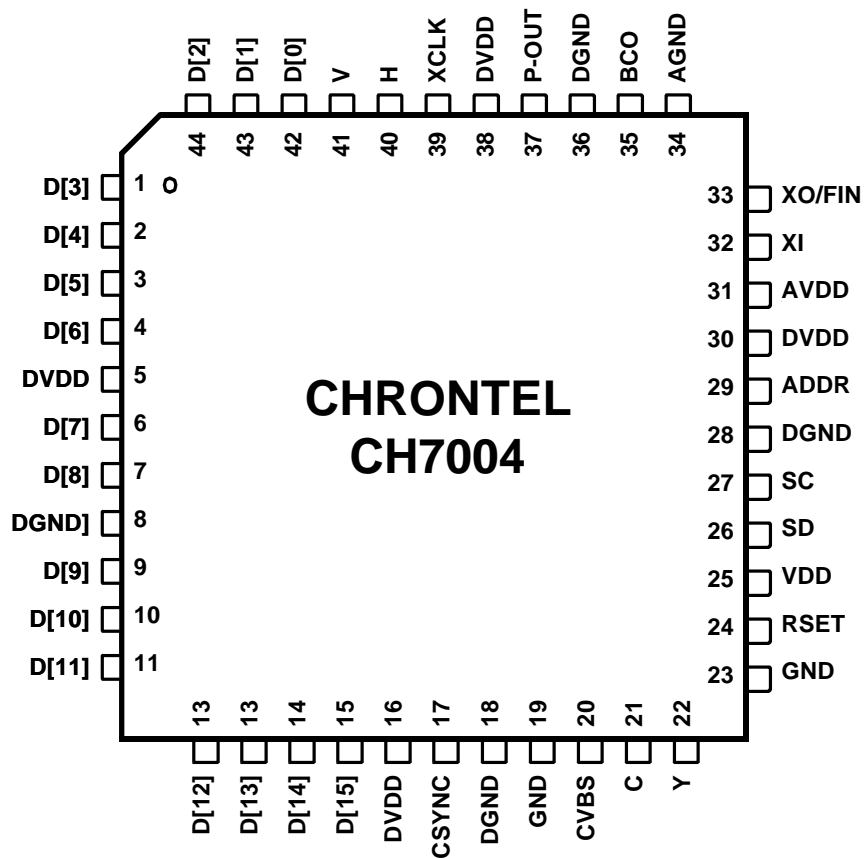 D[2] D[1] D[0] V H XCLK DVDD P-OUT DGND BCO AGND
44 43 42 41 40 39 38 37 36 35 34
D[3] 1
D[4] 2
D[5] 3
D[6] 4
DVDD 5
D[7] 6
D[8] 7
DGND] 8
D[9] 9
D[10] 10
D[11] 11
CHRONTEL
CH7004
33 XO/FIN
32 XI
31 AVDD
30 DVDD
29 ADDR
28 DGND
27 SC
26 SD
25 VDD
24 RSET
23 GND
13 13 14 15 16 17 18 19 20 21 22
D[12] D[13] D[14] D[15] DVDD CSYNC DGND GND CVBS C Y